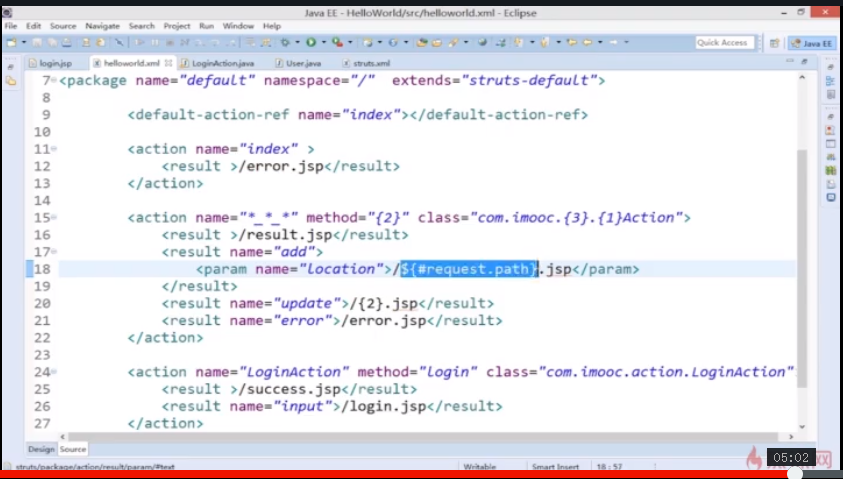 Java EE - HelloWorld/src/helloworld.xml - Eclipse
File Edit Source Navigate Search Project Run Window Help
Quick Access Java EE
login.jsp helloworld.xml LoginAction.java User.java struts.xml
7 <package name="default" namespace="/" extends="struts-default">
8
9 <default-action-ref name="index"></default-action-ref>
10
11 <action name="index" >
12 <result >/error.jsp</result>
13 </action>
14
15 <action name="*_*_*" method="{2}" class="com.imooc.{3}.{1}Action">
16 <result >/result.jsp</result>
17 <result name="add">
18 <param name="location">/${#request.path}.jsp</param>
19 </result>
20 <result name="update">/{2}.jsp</result>
21 <result name="error">/error.jsp</result>
22 </action>
23
24 <action name="LoginAction" method="login" class="com.imooc.action.LoginAction"
25 <result >/success.jsp</result>
26 <result name="input">/login.jsp</result>
27 </action>
Design Source
struts/package/action/result/param/#text Writable Smart Insert 18 : 57
05:02